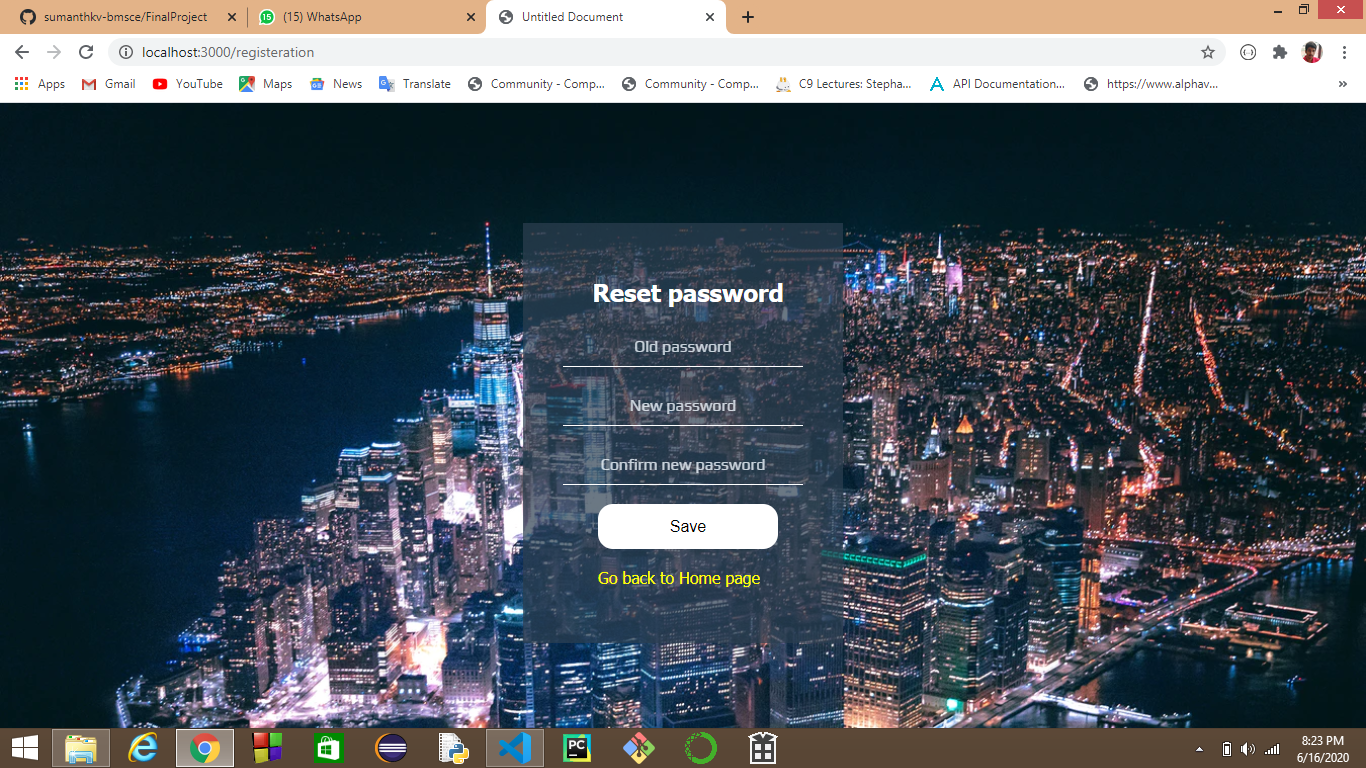 sumanthkv-bmsce/FinalProject
15
(15) WhatsApp
Untitled Document
localhost:3000/registeration
Apps
Gmail
YouTube
Maps
News
Translate
Community - Comp...
Community - Comp...
C9 Lectures: Stepha...
API Documentation...
https://www.alphav...
»
Reset password
Old password
New password
Confirm new password
Save
Go back to Home page
PC
8:23 PM
6/16/2020